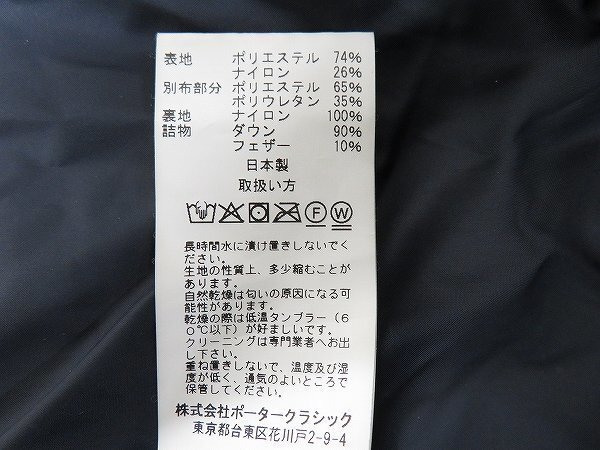 表地 ポリエステル 74%
ナイロン 26%
別布部分 ポリエステル 65%
ポリウレタン 35%
裏地 ナイロン 100%
詰物 ダウン 90%
フェザー 10%
日本製
取扱い方
F W
長時間水に漬け置きしないでく
ださい。
生地の性質上、多少縮むことが
あります。
自然乾燥は匂いの原因になる可
能性があります。
乾燥の際は低温タンブラー（６
０℃以下）が好ましいです。
クリーニングは専門業者へお出
し下さい。
重ね置きしないで、温度及び湿
度が低く、通気のよいところで
保管してください。
株式会社ポータークラシック
東京都台東区花川戸2-9-4